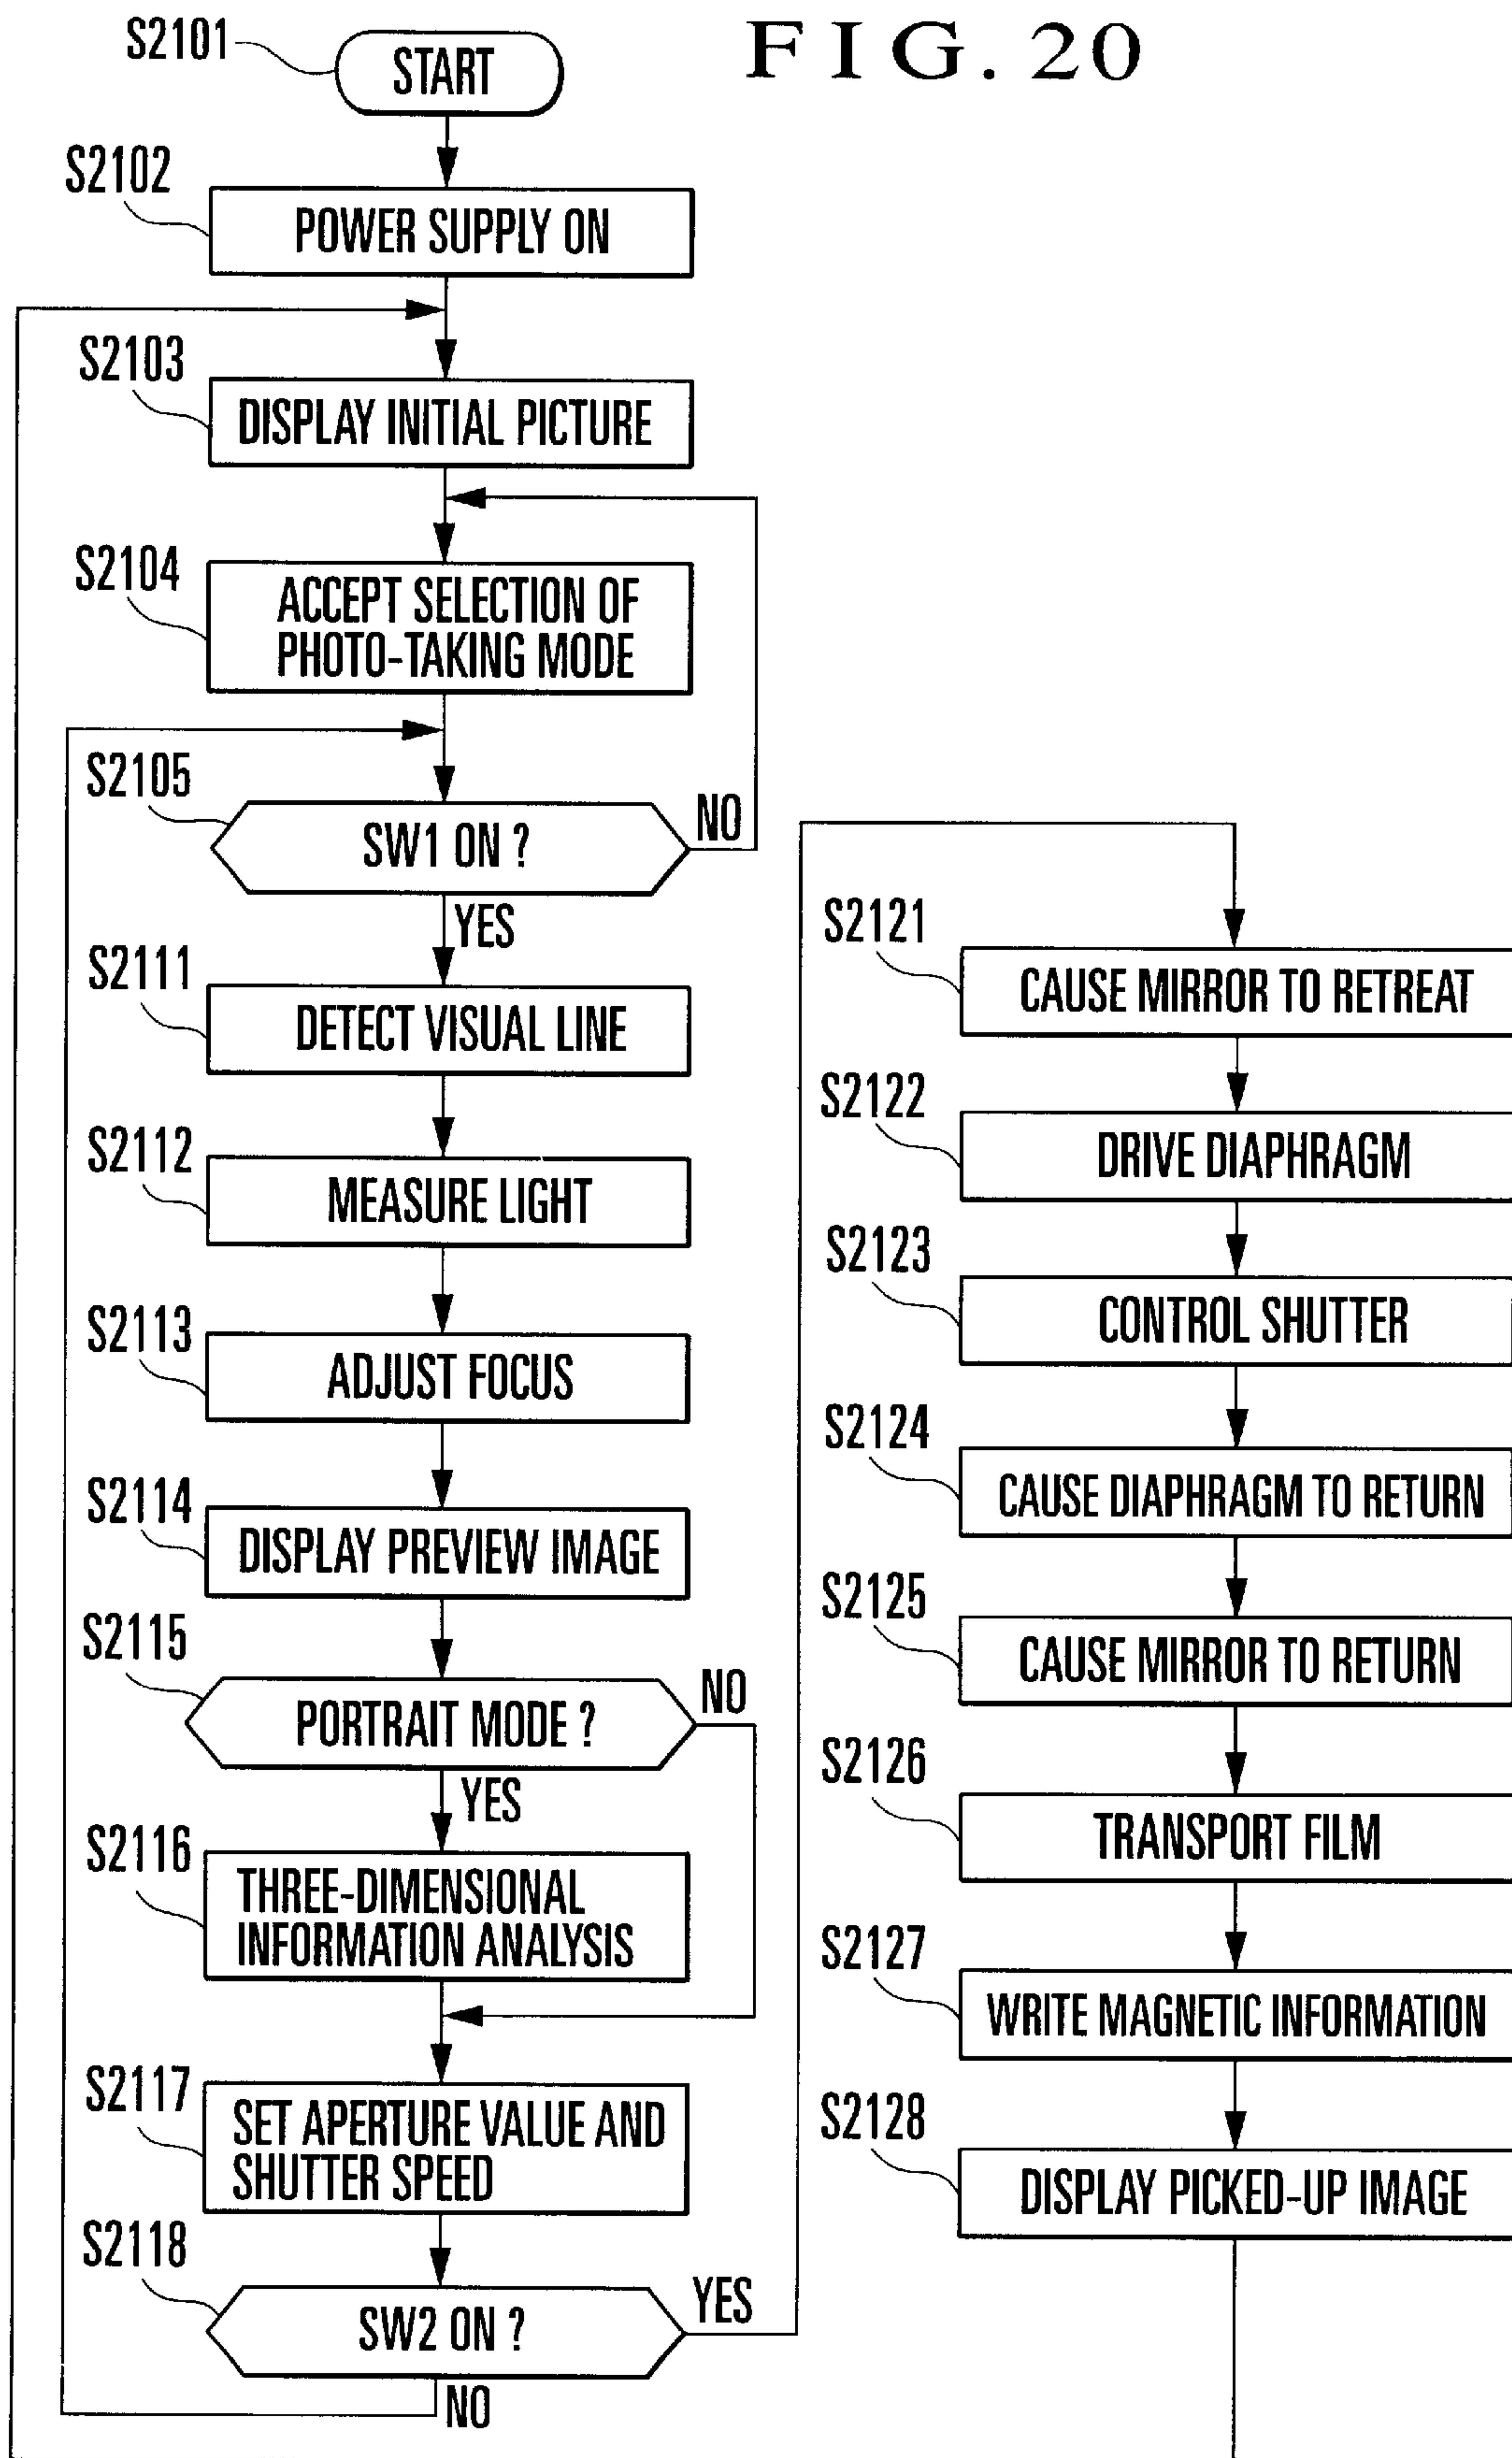 FIG. 20
S2101
START
S2102
POWER SUPPLY ON
S2103
DISPLAY INITIAL PICTURE
S2104
ACCEPT SELECTION OF
PHOTO-TAKING MODE
S2105
SW1 ON ?
NO
YES
S2111
DETECT VISUAL LINE
S2112
MEASURE LIGHT
S2113
ADJUST FOCUS
S2114
DISPLAY PREVIEW IMAGE
S2115
PORTRAIT MODE ?
NO
YES
S2116
THREE-DIMENSIONAL
INFORMATION ANALYSIS
S2117
SET APERTURE VALUE AND
SHUTTER SPEED
S2118
SW2 ON ?
YES
NO
S2121
CAUSE MIRROR TO RETREAT
S2122
DRIVE DIAPHRAGM
S2123
CONTROL SHUTTER
S2124
CAUSE DIAPHRAGM TO RETURN
S2125
CAUSE MIRROR TO RETURN
S2126
TRANSPORT FILM
S2127
WRITE MAGNETIC INFORMATION
S2128
DISPLAY PICKED-UP IMAGE